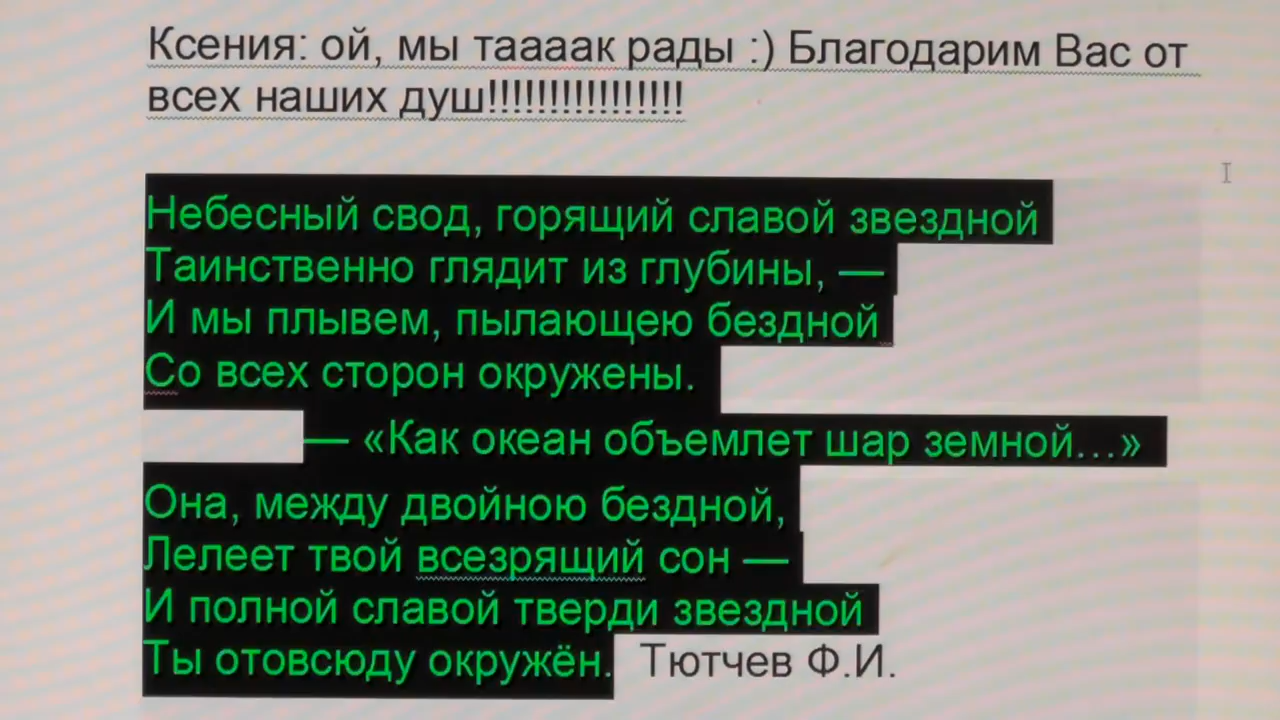 Ксения: ой, мы таааак рады :) Благодарим Вас от
всех наших душ!!!!!!!!!!!!!!!!
Небесный свод, горящий славой звездной
Таинственно глядит из глубины, —
И мы плывем, пылающею бездной
Со всех сторон окружены.
— «Как океан объемлет шар земной...»
Она, между двойною бездной,
Лелеет твой всезрящий сон —
И полной славой тверди звездной
Ты отовсюду окружён. Тютчев Ф.И.